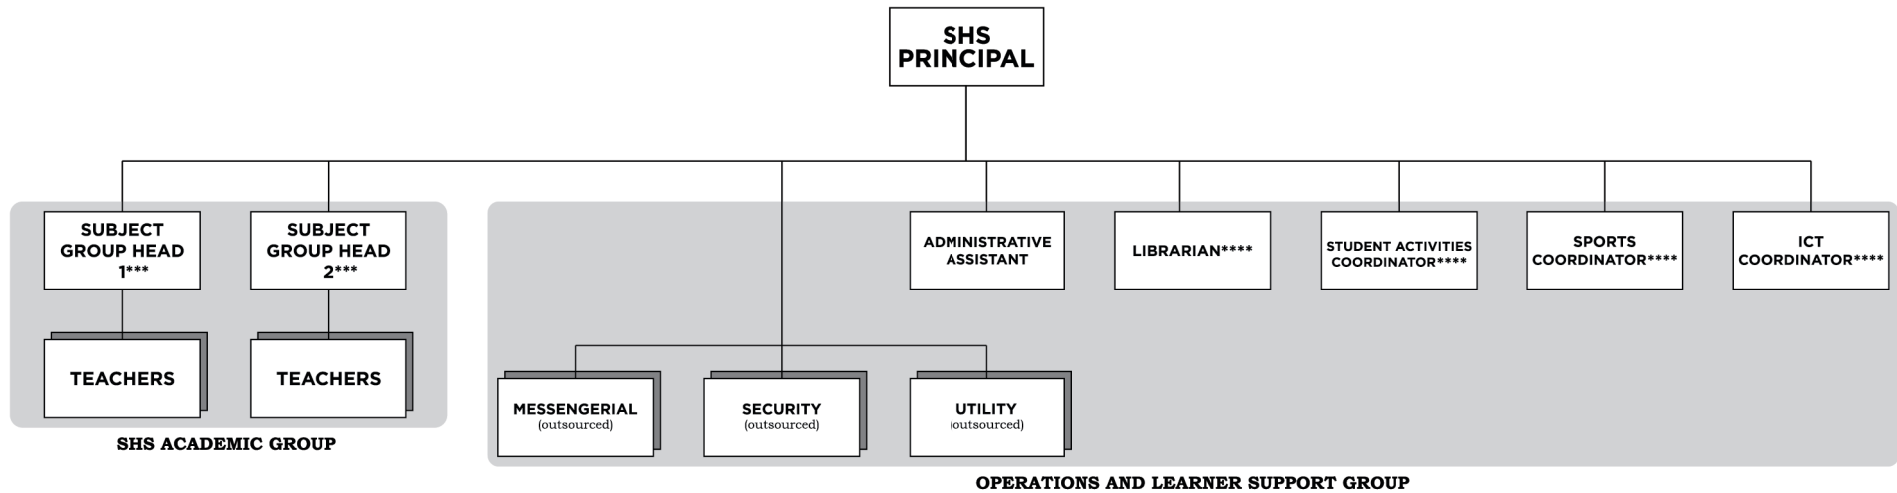 SHS
PRINCIPAL
SUBJECT
GROUP HEAD
1***
SUBJECT
GROUP HEAD
2***
ADMINISTRATIVE
ASSISTANT
LIBRARIAN****
STUDENT ACTIVITIES
COORDINATOR****
SPORTS
COORDINATOR****
ICT
COORDINATOR****
TEACHERS
TEACHERS
MESSENGERIAL
(outsourced)
SECURITY
(outsourced)
UTILITY
(outsourced)
SHS ACADEMIC GROUP
OPERATIONS AND LEARNER SUPPORT GROUP